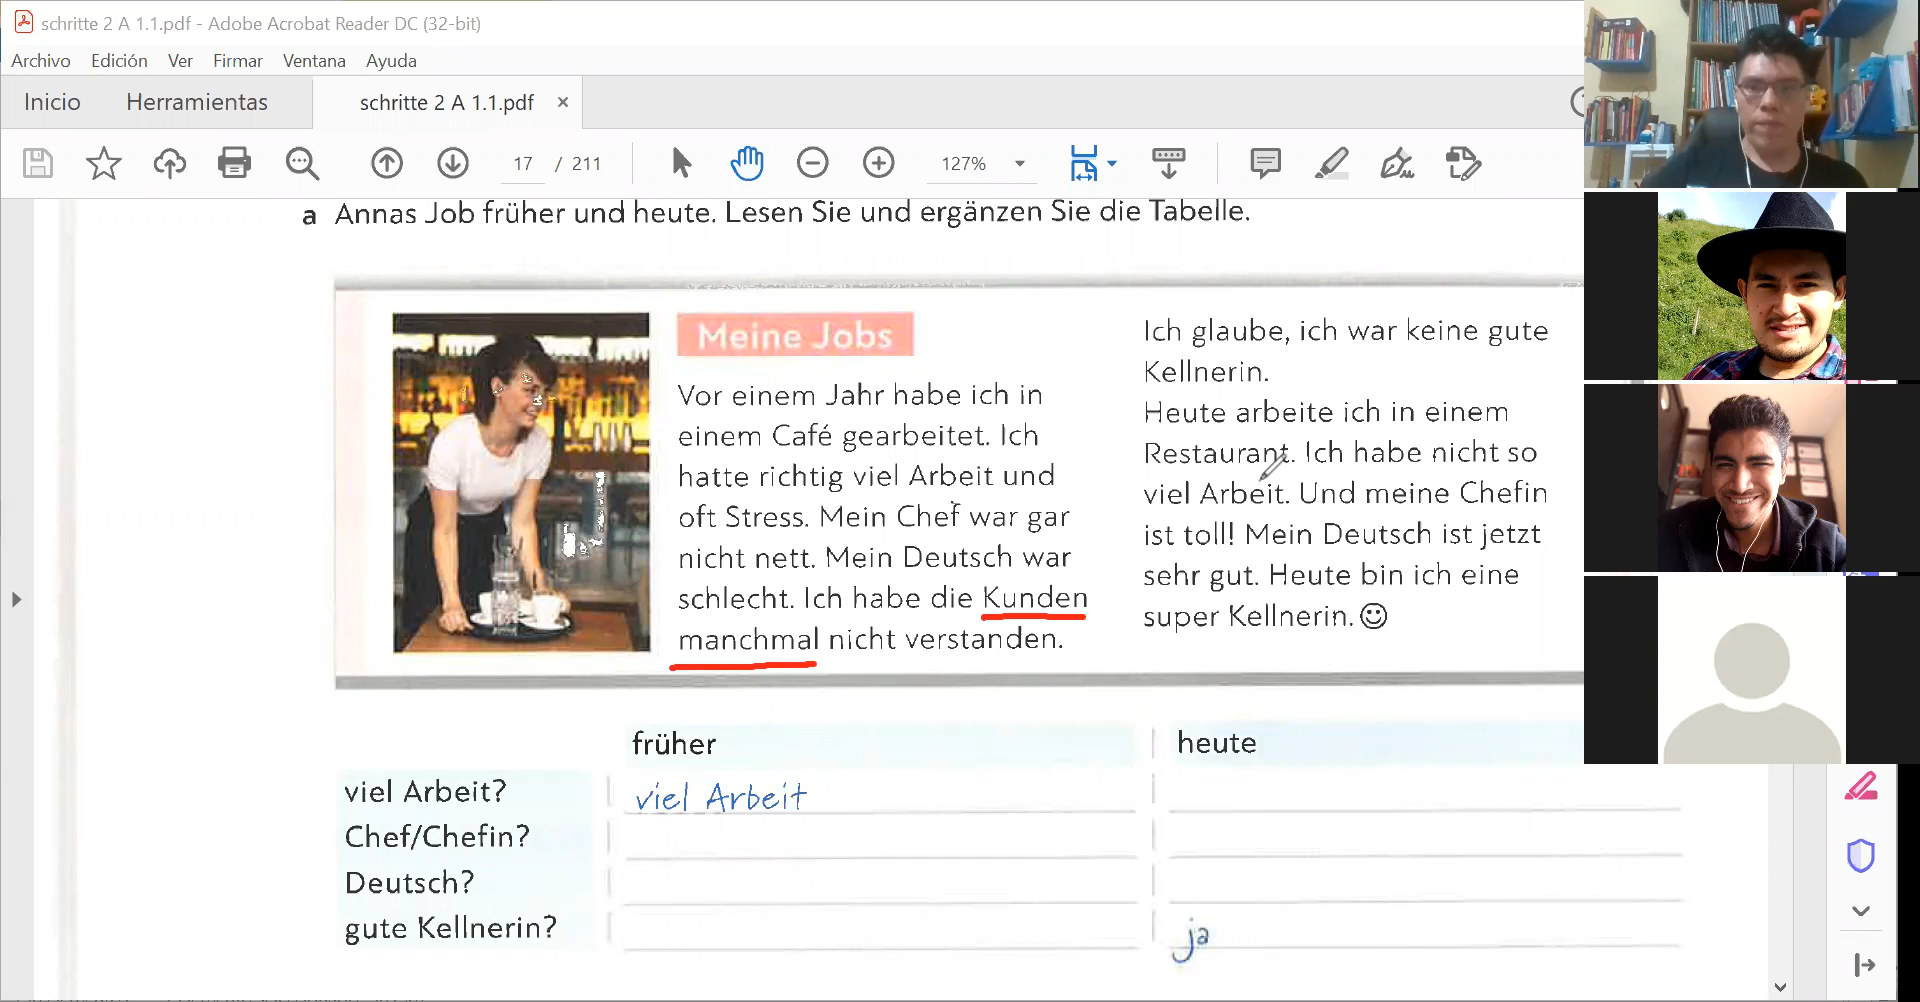 schritte 2 A 1.1.pdf - Adobe Acrobat Reader DC (32-bit)
Archivo Edición Ver Firmar Ventana Ayuda
Inicio Herramientas schritte 2 A 1.1.pdf ×
17 / 211 127%
a Annas Job früher und heute. Lesen Sie und ergänzen Sie die Tabelle.
Meine Jobs
Vor einem Jahr habe ich in
einem Café gearbeitet. Ich
hatte richtig viel Arbeit und
oft Stress. Mein Chef war gar
nicht nett. Mein Deutsch war
schlecht. Ich habe die Kunden
manchmal nicht verstanden.
Ich glaube, ich war keine gute
Kellnerin.
Heute arbeite ich in einem
Restaurant. Ich habe nicht so
viel Arbeit. Und meine Chefin
ist toll! Mein Deutsch ist jetzt
sehr gut. Heute bin ich eine
super Kellnerin.☺
früher heute
viel Arbeit? viel Arbeit
Chef/Chefin?
Deutsch?
gute Kellnerin? ja